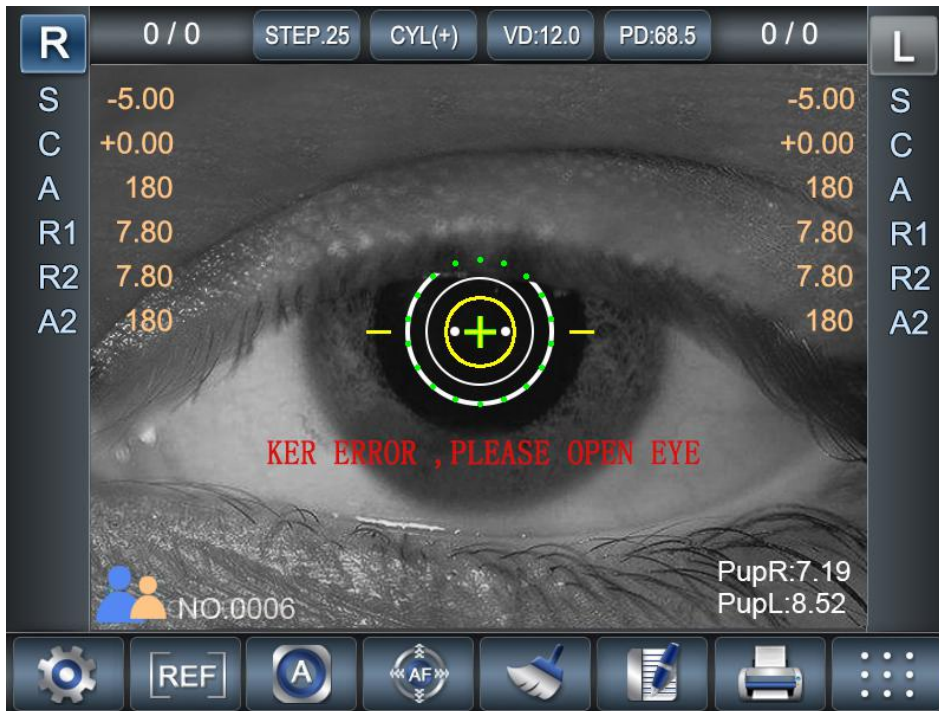 R 0 / 0 STEP.25 CYL(+) VD:12.0 PD:68.5 0 / 0 L
S -5.00 -5.00 S
C +0.00 +0.00 C
A 180 180 A
R1 7.80 7.80 R1
R2 7.80 7.80 R2
A2 180 180 A2
KER ERROR ,PLEASE OPEN EYE
PupR:7.19
NO:0006 PupL:8.52
REF A AF